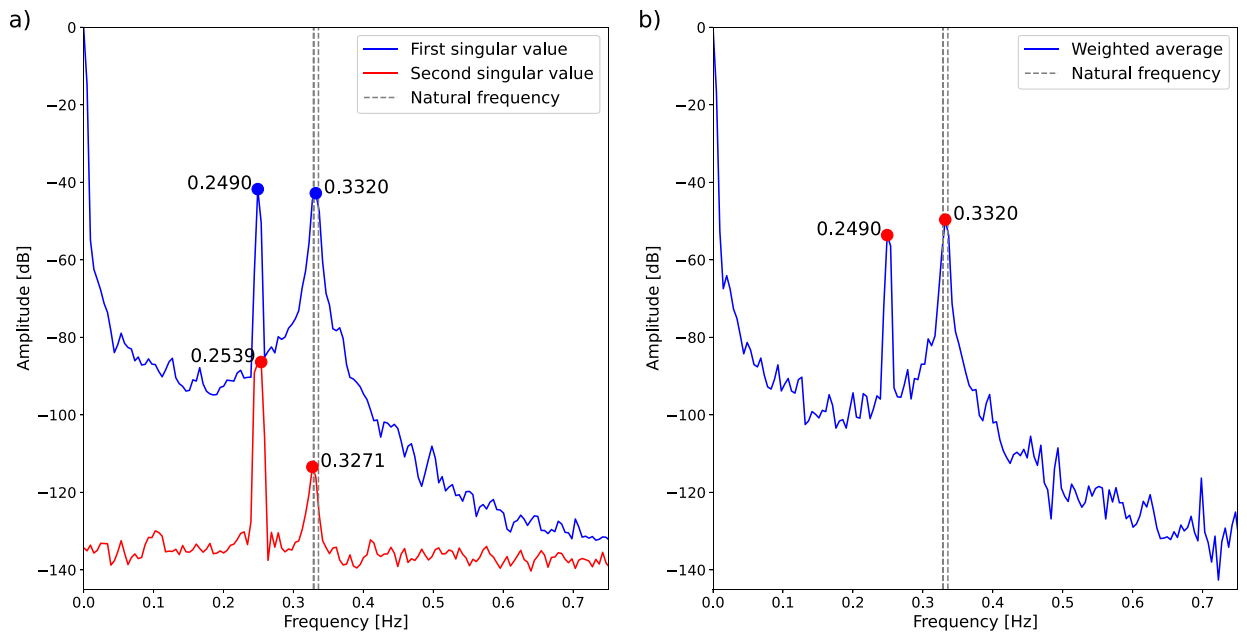 a)
First singular value
Second singular value
Natural frequency
0.2490
0.3320
0.2539
0.3271
Amplitude [dB]
0
−20
−40
−60
−80
−100
−120
−140
0.0 0.1 0.2 0.3 0.4 0.5 0.6 0.7
Frequency [Hz]
b)
Weighted average
Natural frequency
0.2490
0.3320
Amplitude [dB]
0
−20
−40
−60
−80
−100
−120
−140
0.0 0.1 0.2 0.3 0.4 0.5 0.6 0.7
Frequency [Hz]